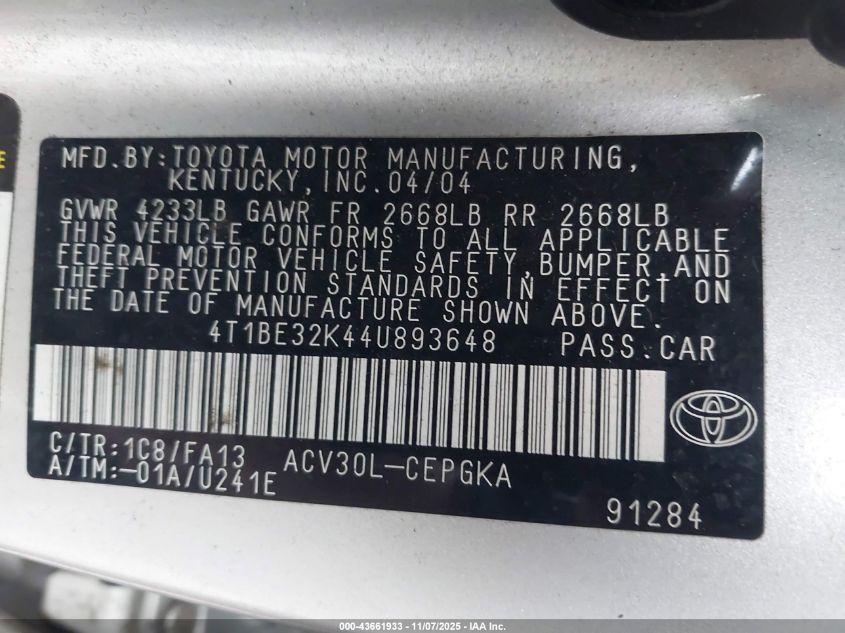 E
MFD.BY:TOYOTA MOTOR MANUFACTURING,
KENTUCKY, INC.04/04
GVWR 4233LB GAWR FR 2668LB RR 2668LB
THIS VEHICLE CONFORMS TO ALL APPLICABLE
FEDERAL MOTOR VEHICLE SAFETY,BUMPER,AND
THEFT PREVENTION STANDARDS IN EFFECT ON
THE DATE OF MANUFACTURE SHOWN ABOVE.
4T1BE32K44U893648 PASS.CAR
C/TR:1C8/FA13 ACV30L-CEPGKA
A/TM:-01A/U241E
91284
000-43661933 - 11/07/2025 - IAA Inc.